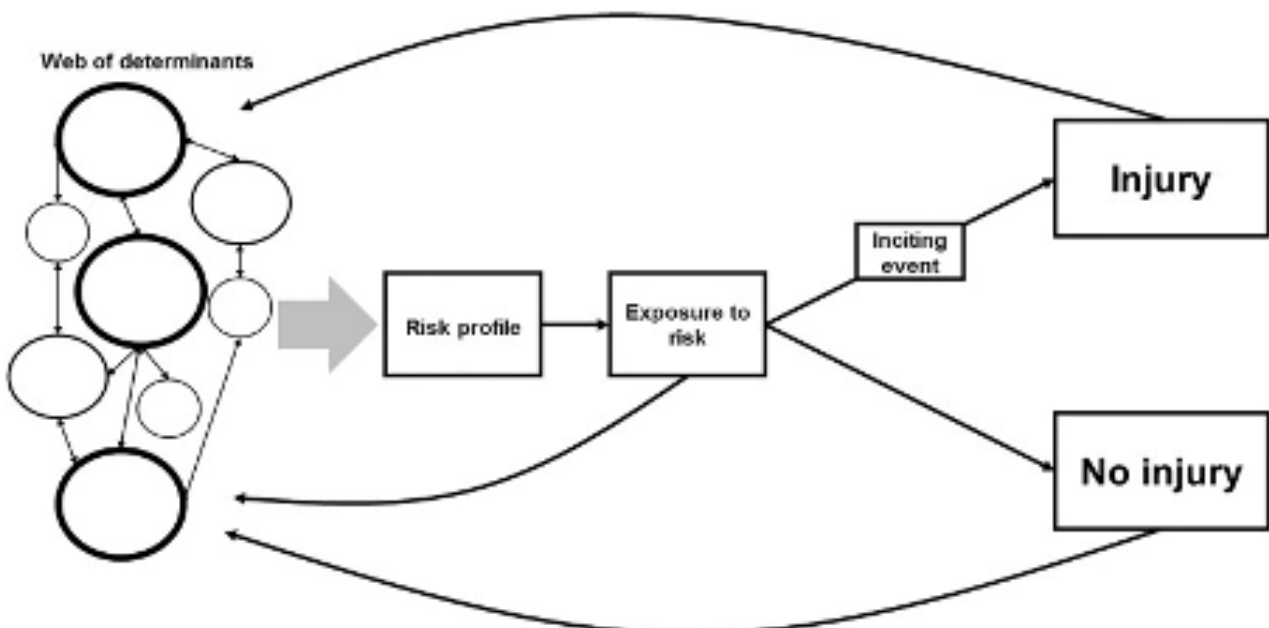 Web of determinants
Risk profile
Exposure to
risk
Inciting
event
Injury
No injury